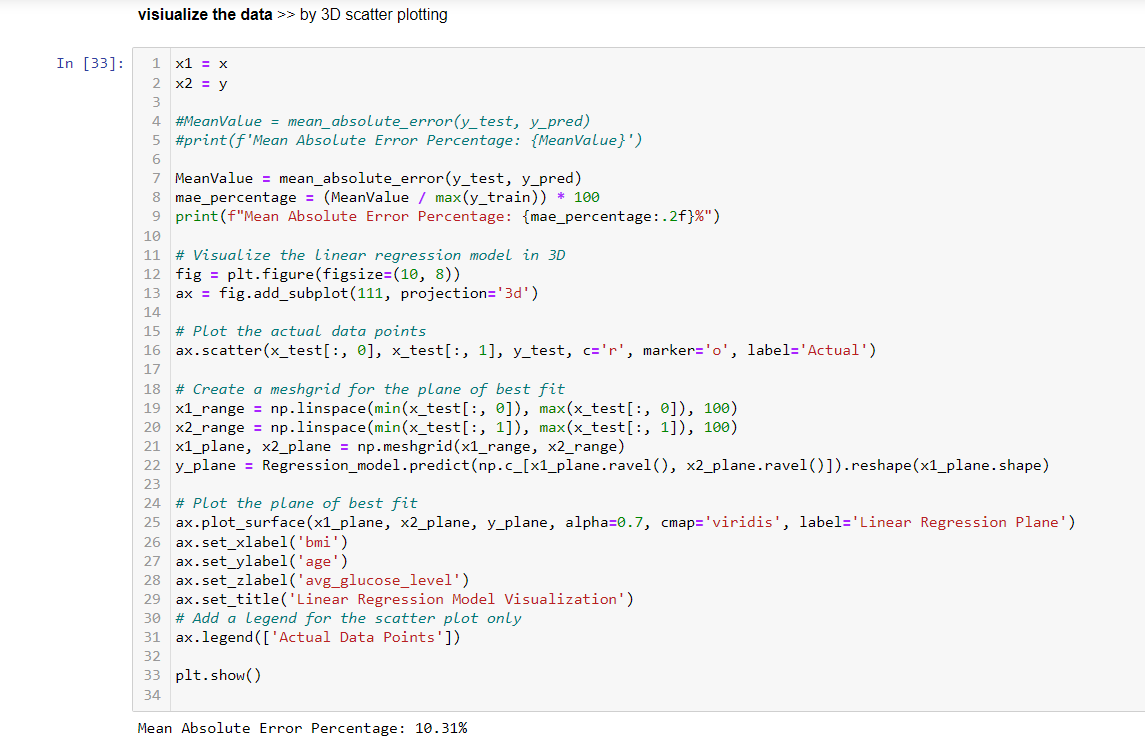 visiualize the data >> by 3D scatter plotting
In [33]:
1 x1 = x
2 x2 = y
3
4 #MeanValue = mean_absolute_error(y_test, y_pred)
5 #print(f'Mean Absolute Error Percentage: {MeanValue}')
6
7 MeanValue = mean_absolute_error(y_test, y_pred)
8 mae_percentage = (MeanValue / max(y_train)) * 100
9 print(f"Mean Absolute Error Percentage: {mae_percentage:.2f}%")
10
11 # Visualize the linear regression model in 3D
12 fig = plt.figure(figsize=(10, 8))
13 ax = fig.add_subplot(111, projection='3d')
14
15 # Plot the actual data points
16 ax.scatter(x_test[:, 0], x_test[:, 1], y_test, c='r', marker='o', label='Actual')
17
18 # Create a meshgrid for the plane of best fit
19 x1_range = np.linspace(min(x_test[:, 0]), max(x_test[:, 0]), 100)
20 x2_range = np.linspace(min(x_test[:, 1]), max(x_test[:, 1]), 100)
21 x1_plane, x2_plane = np.meshgrid(x1_range, x2_range)
22 y_plane = Regression_model.predict(np.c_[x1_plane.ravel(), x2_plane.ravel()]).reshape(x1_plane.shape)
23
24 # Plot the plane of best fit
25 ax.plot_surface(x1_plane, x2_plane, y_plane, alpha=0.7, cmap='viridis', label='Linear Regression Plane')
26 ax.set_xlabel('bmi')
27 ax.set_ylabel('age')
28 ax.set_zlabel('avg_glucose_level')
29 ax.set_title('Linear Regression Model Visualization')
30 # Add a legend for the scatter plot only
31 ax.legend(['Actual Data Points'])
32
33 plt.show()
34
Mean Absolute Error Percentage: 10.31%